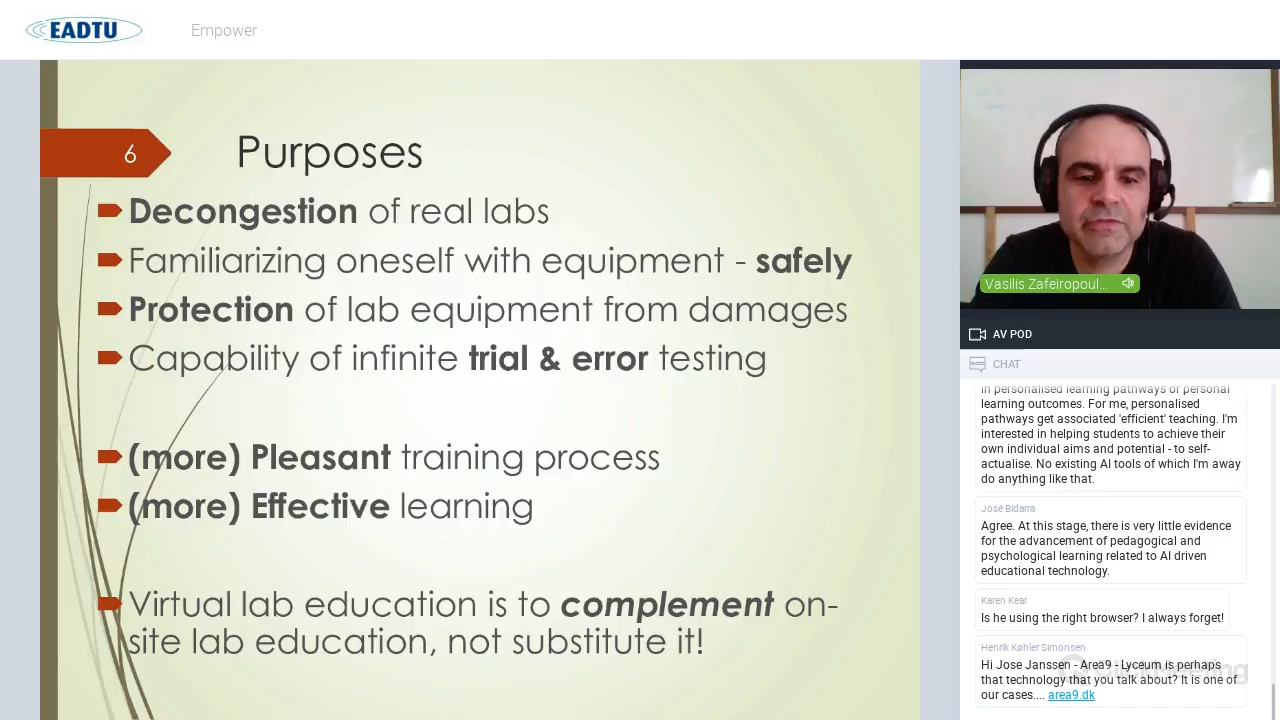 EADTU
Empower
6
Purposes
Decongestion of real labs
Familiarizing oneself with equipment - safely
Protection of lab equipment from damages
Capability of infinite trial & error testing
(more) Pleasant training process
(more) Effective learning
Virtual lab education is to complement on-
site lab education, not substitute it!
Vasilis Zafeiropoul...
AV POD
CHAT
in personalised learning pathways or personal
learning outcomes. For me, personalised
pathways get associated 'efficient' teaching. I'm
interested in helping students to achieve their
own individual aims and potential - to self-
actualise. No existing AI tools of which I'm away
do anything like that.
José Bidarra
Agree. At this stage, there is very little evidence
for the advancement of pedagogical and
psychological learning related to AI driven
educational technology.
Karen Kear
Is he using the right browser? I always forget!
Henrik Køhler Simonsen
Hi Jose Janssen - Area9 - Lyceum is perhaps
that technology that you talk about? It is one of
our cases.... area9.dk